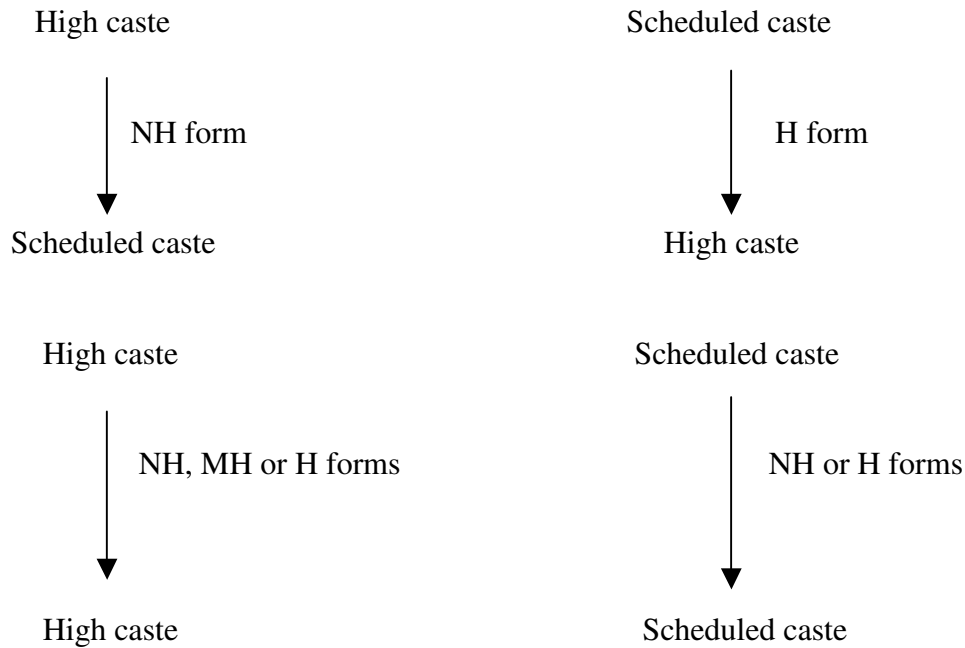 High caste
Scheduled caste
NH form
H form
Scheduled caste
High caste
High caste
Scheduled caste
NH, MH or H forms
NH or H forms
High caste
Scheduled caste